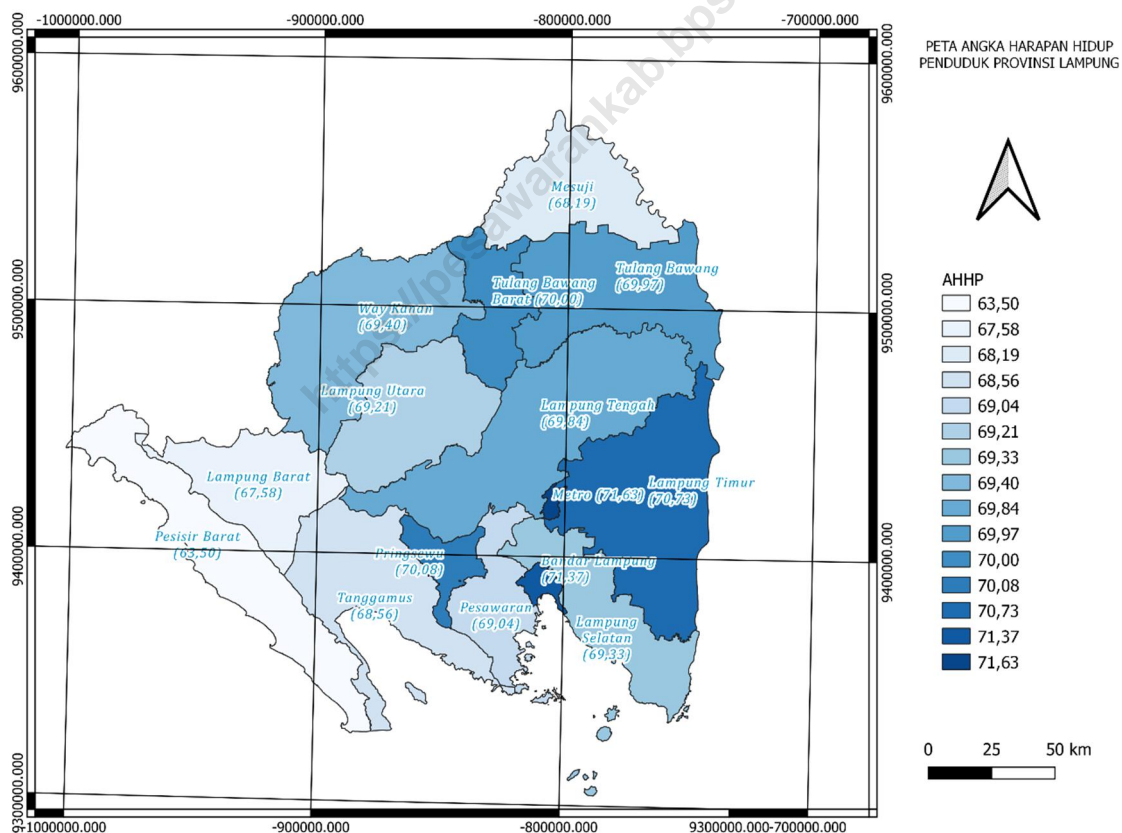 -1000000.000 -900000.000 -800000.000 -700000.000
PETA ANGKA HARAPAN HIDUP
PENDUDUK PROVINSI LAMPUNG
9600000.000 9600000.000
https://pesawarankab.bps
Mesuji
(68,19)
Tulang Bawang
(69,97)
Tulang Bawang
Barat (70,00)
Way Kanan
(69,40)
9500000.000 9500000.000
Lampung Utara
(69,21)
Lampung Tengah
(69,84)
Lampung Barat
(67,58)
Metro (71,63)
Lampung Timur
(70,73)
Pesisir Barat
(63,50)
Pringsewu
(70,08)
Bandar Lampung
(71,37)
9400000.000 9400000.000
Tanggamus
(68,56)
Pesawaran
(69,04)
Lampung
Selatan
(69,33)
AHHP
63,50
67,58
68,19
68,56
69,04
69,21
69,33
69,40
69,84
69,97
70,00
70,08
70,73
71,37
71,63
0 25 50 km
9300000.000
-1000000.000 -900000.000 -800000.000 9300000.000 -700000.000